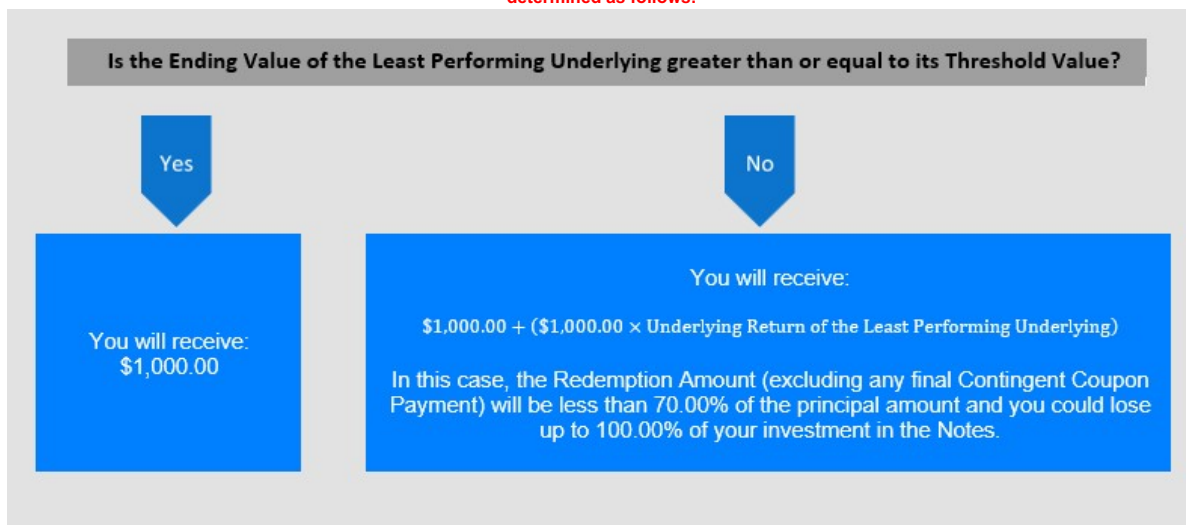 determined as follows:
Is the Ending Value of the Least Performing Underlying greater than or equal to its Threshold Value?
Yes
No
You will receive:
$1,000.00
You will receive:
$1,000.00 + ($1,000.00 × Underlying Return of the Least Performing Underlying)
In this case, the Redemption Amount (excluding any final Contingent Coupon
Payment) will be less than 70.00% of the principal amount and you could lose
up to 100.00% of your investment in the Notes.